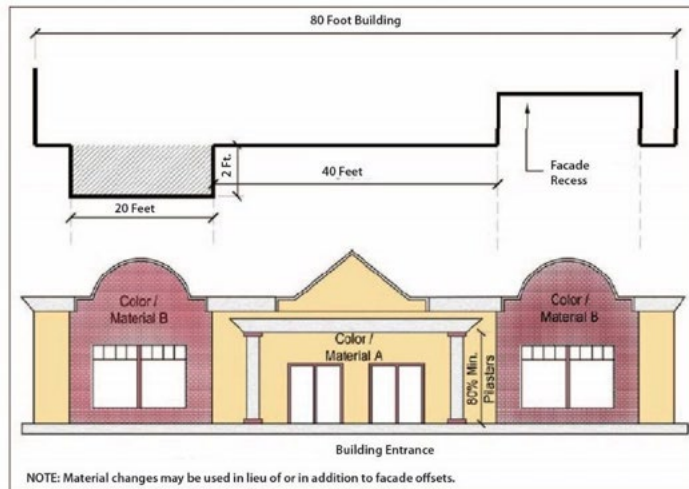 80 Foot Building
2 Ft.
40 Feet
Facade
Recess
20 Feet
Color /
Material B
Color /
Material A
80% Min.
Pilasters
Color /
Material B
Building Entrance
NOTE: Material changes may be used in lieu of or in addition to facade offsets.